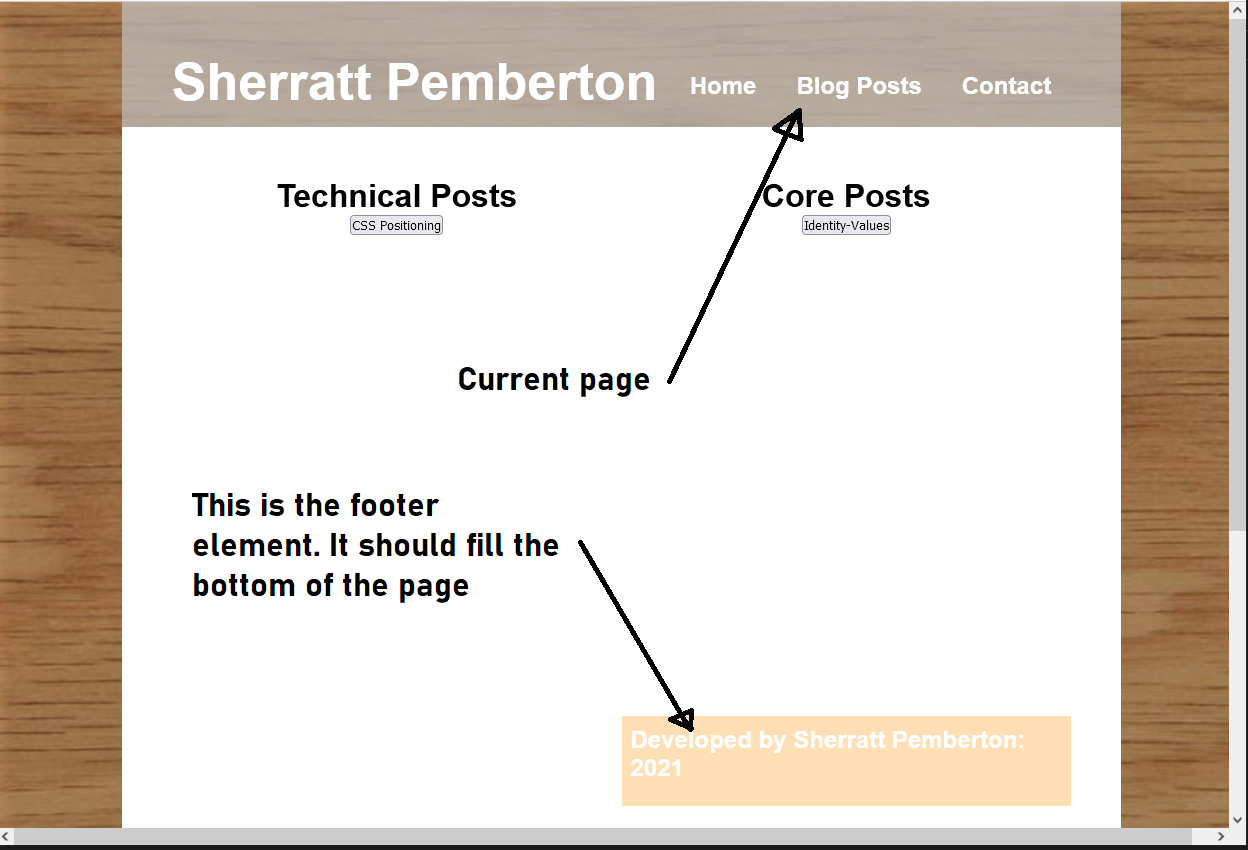 Sherratt Pemberton Home Blog Posts Contact
Technical Posts Core Posts
CSS Positioning Identity-Values
Current page
This is the footer
element. It should fill the
bottom of the page
Developed by Sherratt Pemberton:
2021